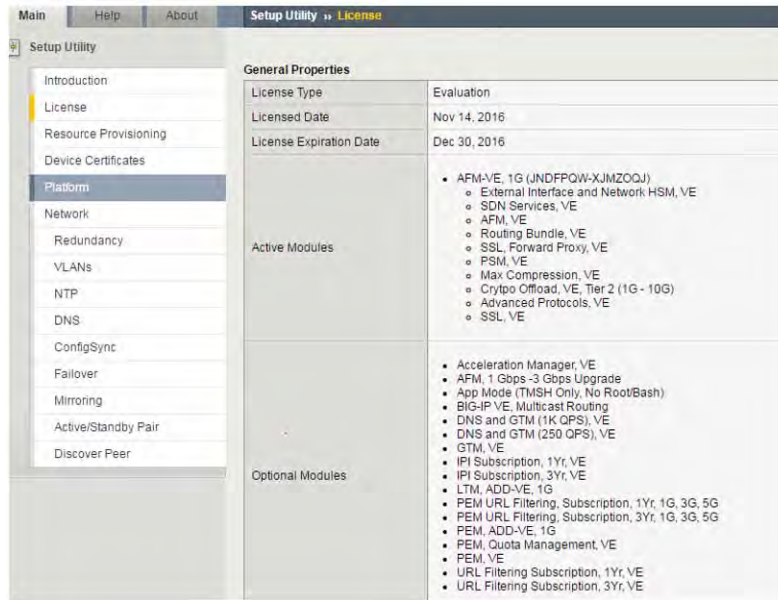 Main
Help
About
Setup Utility » License
Setup Utility
Introduction
License
Resource Provisioning
Device Certificates
Platform
Network
Redundancy
VLANs
NTP
DNS
ConfigSync
Failover
Mirroring
Active/Standby Pair
Discover Peer
General Properties
License Type
Evaluation
Licensed Date
Nov 14, 2016
License Expiration Date
Dec 30, 2016
Active Modules
AFM-VE, 1G (JNDFPQW-XJMZOQJ)
External Interface and Network HSM, VE
SDN Services, VE
AFM, VE
Routing Bundle, VE
SSL, Forward Proxy, VE
PSM, VE
Max Compression, VE
Crytpo Offload, VE, Tier 2 (1G - 10G)
Advanced Protocols, VE
SSL, VE
Optional Modules
Acceleration Manager, VE
AFM, 1 Gbps -3 Gbps Upgrade
App Mode (TMSH Only, No Root/Bash)
BIG-IP VE, Multicast Routing
DNS and GTM (1K QPS), VE
DNS and GTM (250 QPS), VE
GTM, VE
IPI Subscription, 1Yr, VE
IPI Subscription, 3Yr, VE
LTM, ADD-VE, 1G
PEM URL Filtering, Subscription, 1Yr, 1G, 3G, 5G
PEM URL Filtering, Subscription, 3Yr, 1G, 3G, 5G
PEM, ADD-VE, 1G
PEM, Quota Management, VE
PEM, VE
URL Filtering Subscription, 1Yr, VE
URL Filtering Subscription, 3Yr, VE